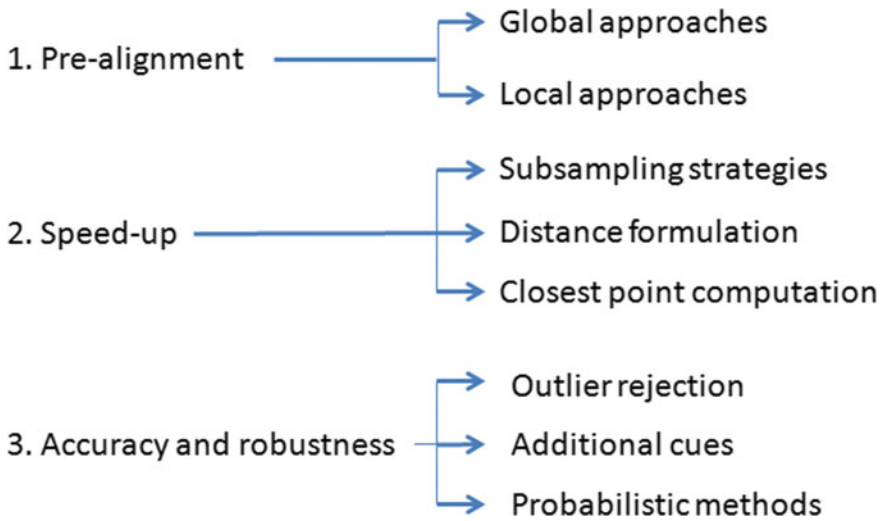 1. Pre-alignment
Global approaches
Local approaches
2. Speed-up
Subsampling strategies
Distance formulation
Closest point computation
3. Accuracy and robustness
Outlier rejection
Additional cues
Probabilistic methods